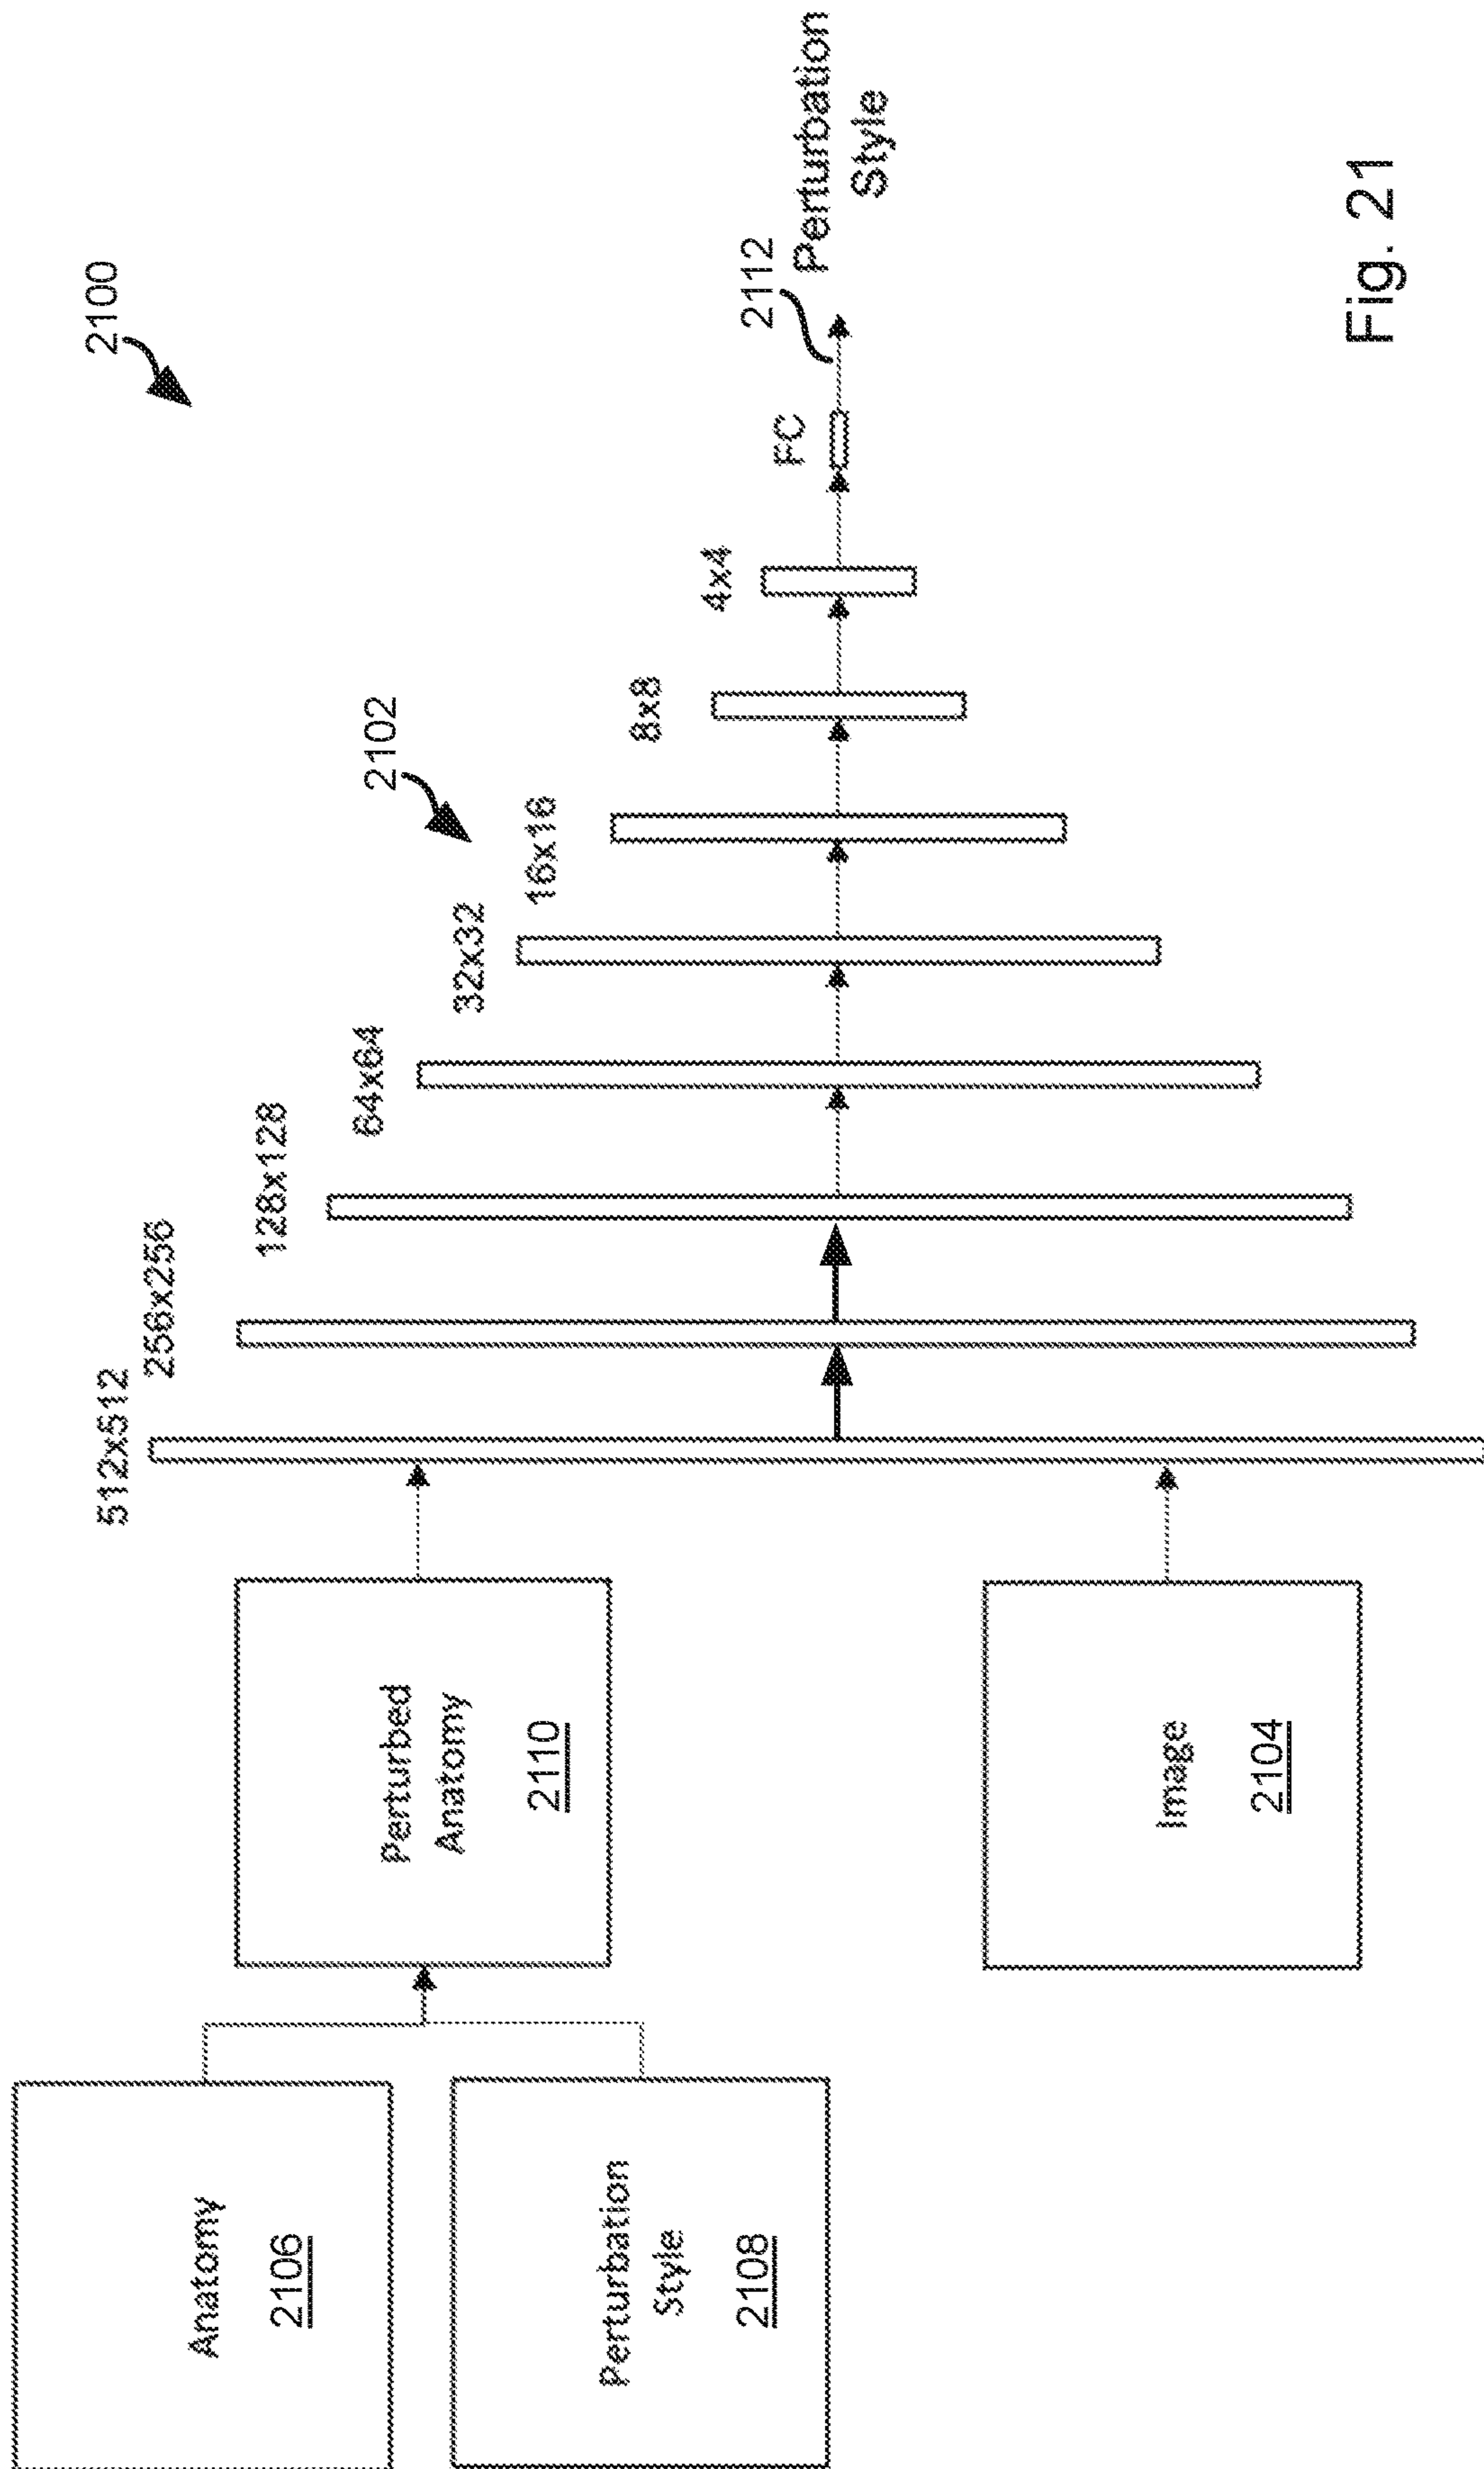 2100
Anatomy
2106
Perturbation
Style
2108
Perturbed
Anatomy
2110
Image
2104
512x512
256x256
128x128
64x64
32x32
16x16
2102
8x8
4x4
FC
2112
Perturbation
Style
Fig. 21